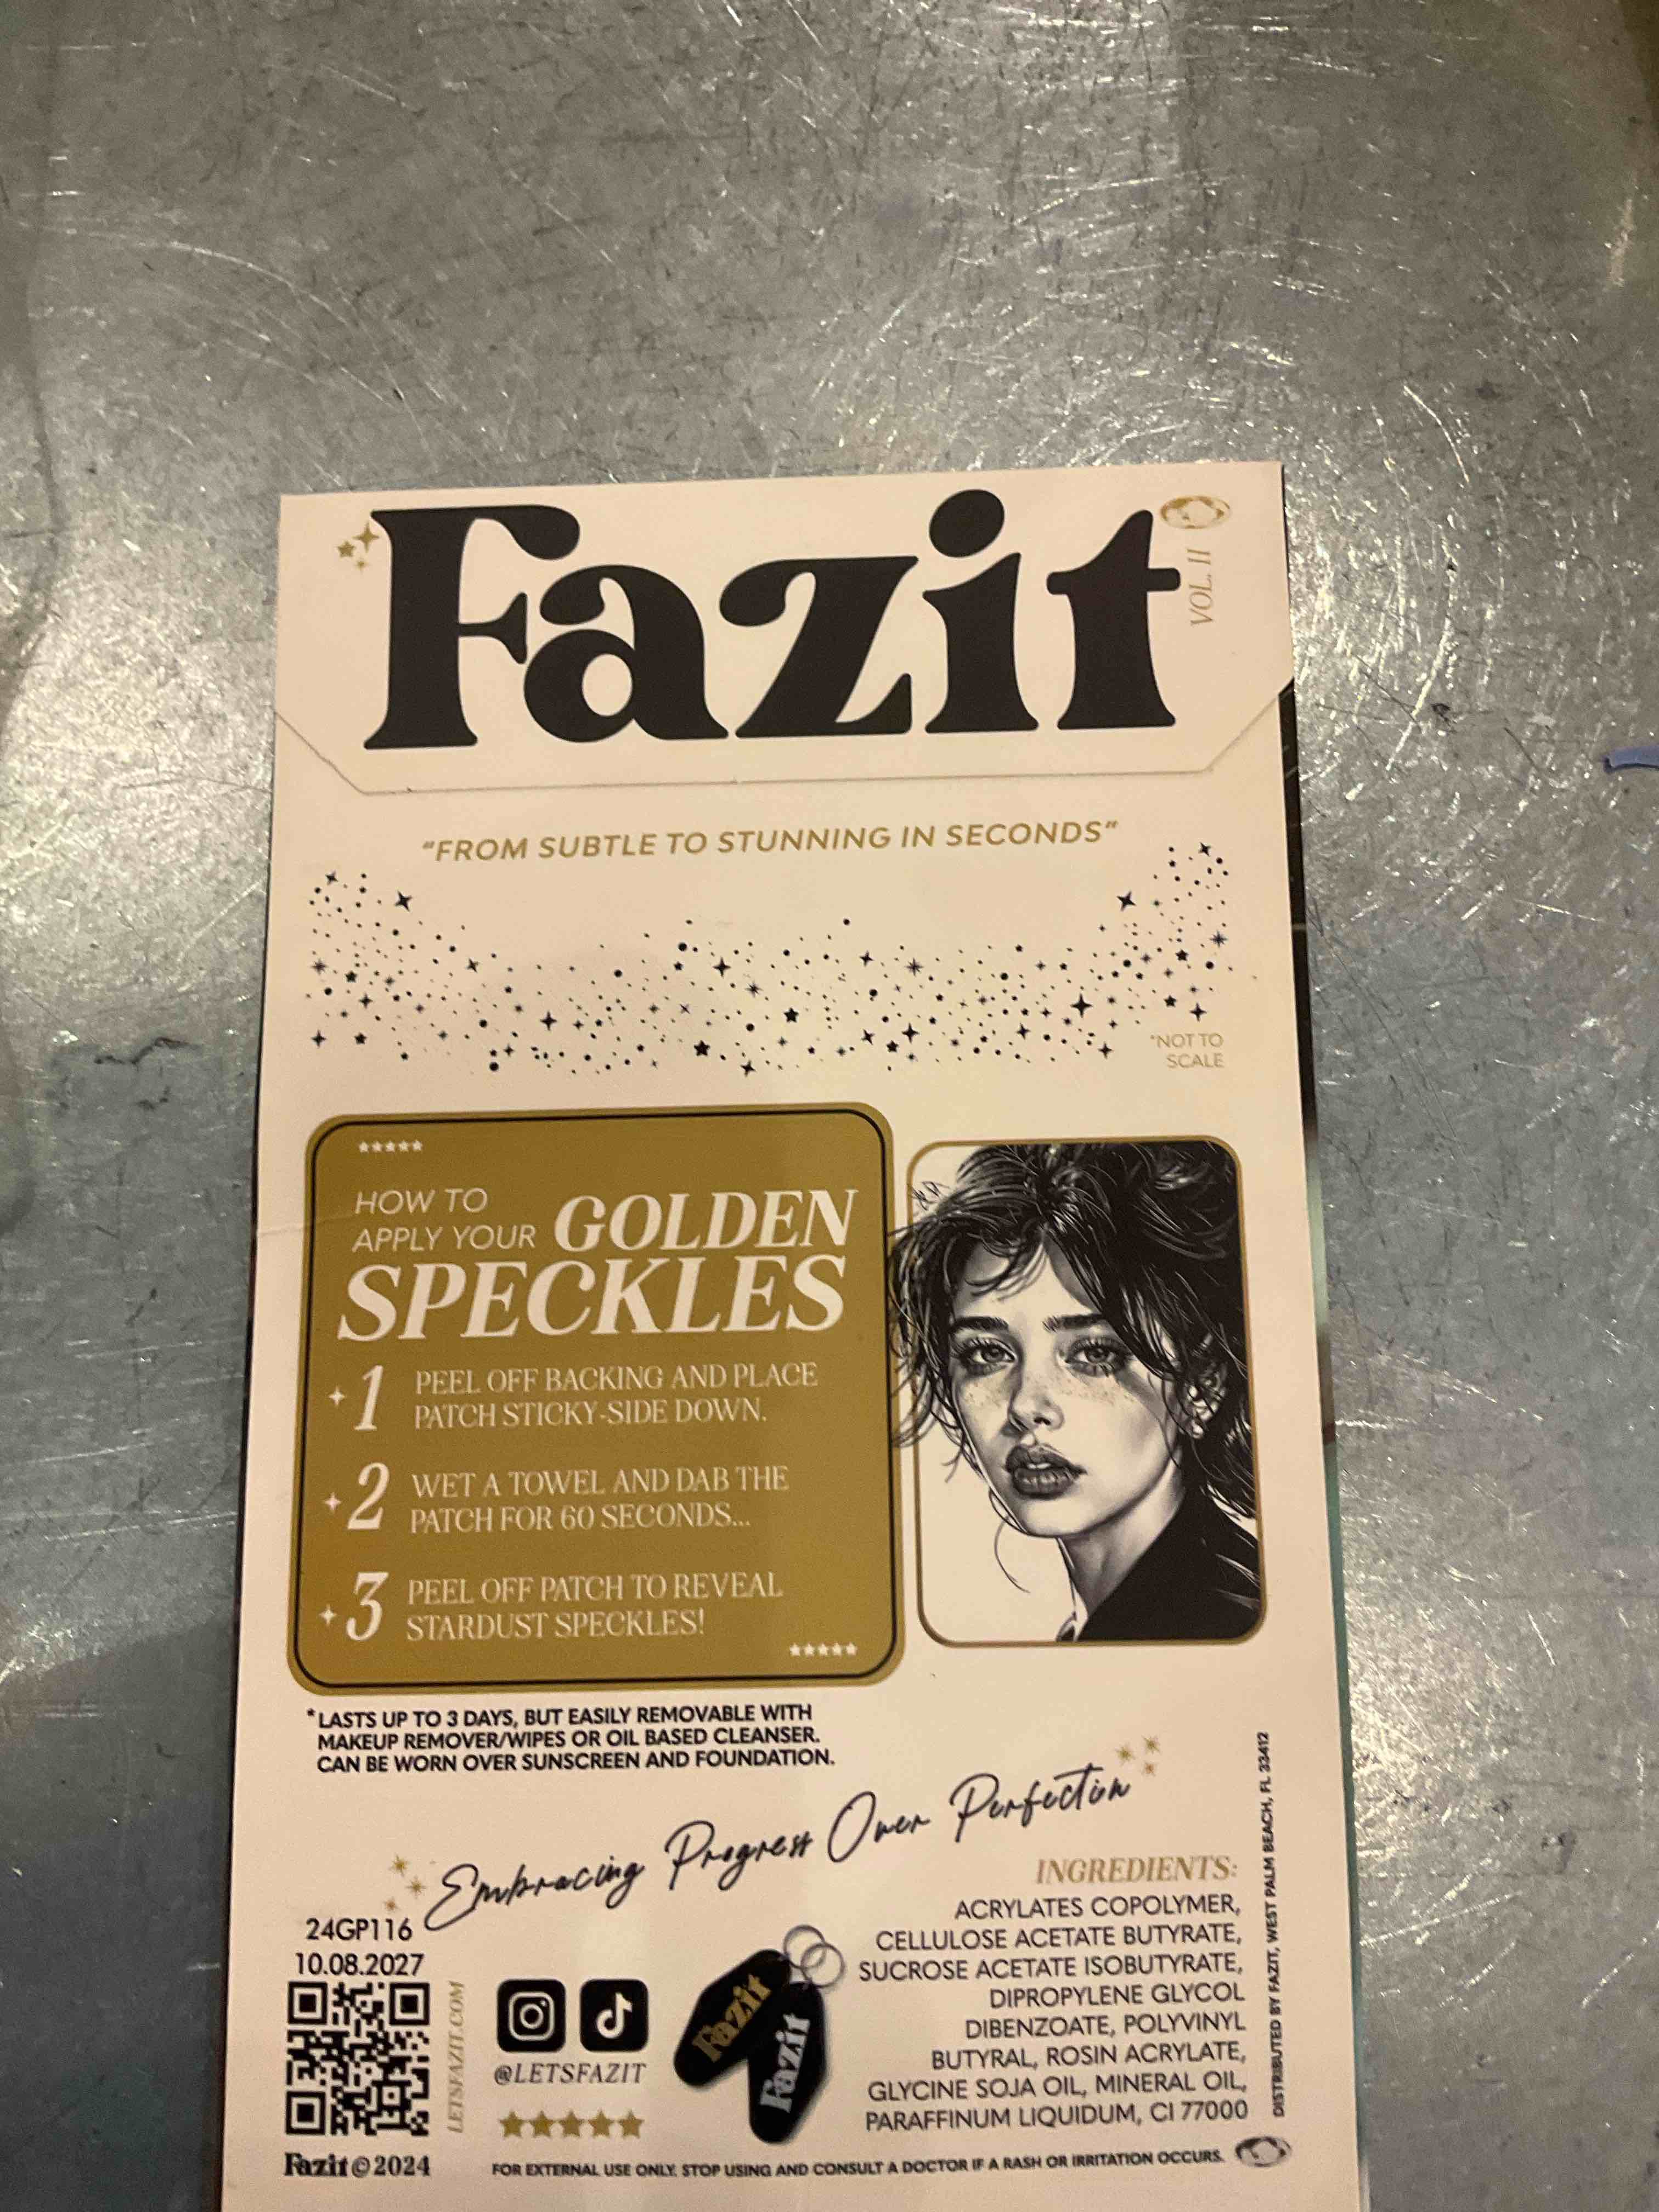 Fazit
VOL. II
"FROM SUBTLE TO STUNNING IN SECONDS"
*NOT TO
SCALE
HOW TO
APPLY YOUR GOLDEN
SPECKLES
1 PEEL OFF BACKING AND PLACE
PATCH STICKY-SIDE DOWN.
2 WET A TOWEL AND DAB THE
PATCH FOR 60 SECONDS...
3 PEEL OFF PATCH TO REVEAL
STARDUST SPECKLES!
*LASTS UP TO 3 DAYS, BUT EASILY REMOVABLE WITH
MAKEUP REMOVER/WIPES OR OIL BASED CLEANSER.
CAN BE WORN OVER SUNSCREEN AND FOUNDATION.
Embracing Progress Over Perfection
24GP116
10.08.2027
LETSFAZIT.COM
Fazit©2024
@LETSFAZIT
Fazit
Fazit
INGREDIENTS:
ACRYLATES COPOLYMER,
CELLULOSE ACETATE BUTYRATE,
SUCROSE ACETATE ISOBUTYRATE,
DIPROPYLENE GLYCOL
DIBENZOATE, POLYVINYL
BUTYRAL, ROSIN ACRYLATE,
GLYCINE SOJA OIL, MINERAL OIL,
PARAFFINUM LIQUIDUM, CI 77000
DISTRIBUTED BY FAZIT, WEST PALM BEACH, FL 33412
FOR EXTERNAL USE ONLY. STOP USING AND CONSULT A DOCTOR IF A RASH OR IRRITATION OCCURS.